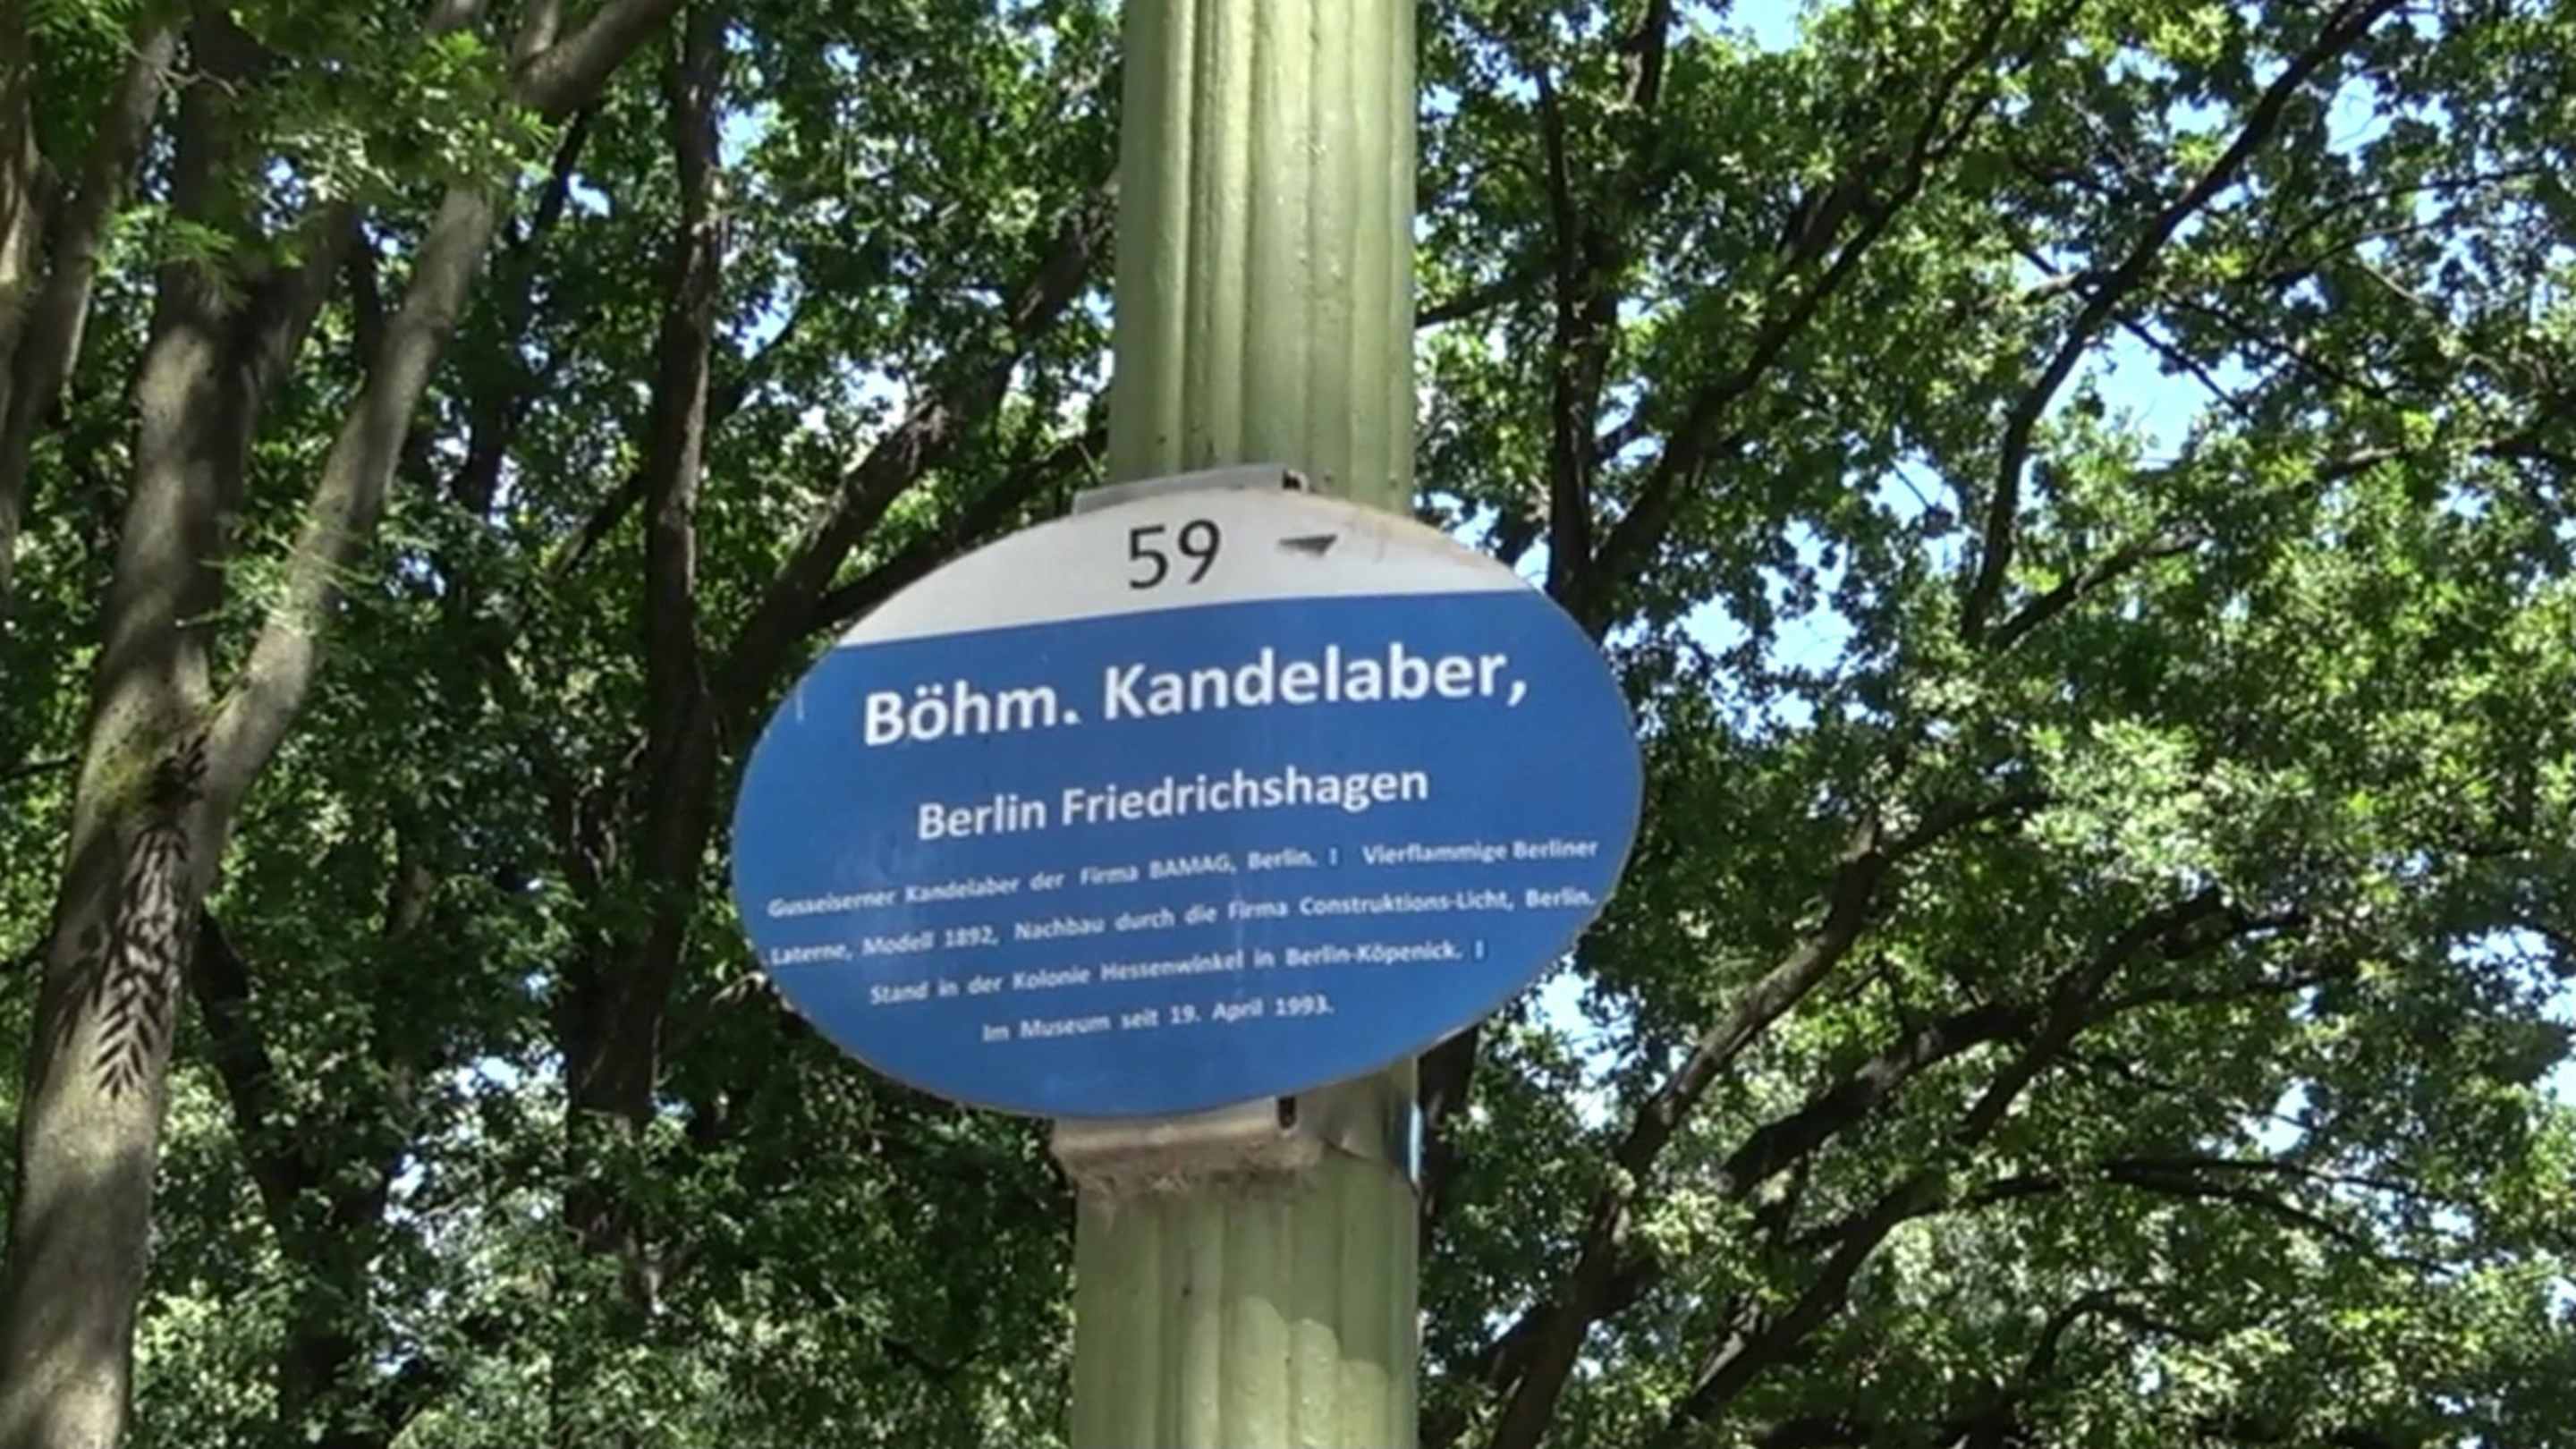 59
Böhm. Kandelaber,
Berlin Friedrichshagen
Gusseiserner Kandelaber der Firma BAMAG, Berlin. I Vierflammige Berliner
Laterne, Modell 1892, Nachbau durch die Firma Construktions-Licht, Berlin.
Stand in der Kolonie Hessenwinkel in Berlin-Köpenick. I
Im Museum seit 19. April 1993.